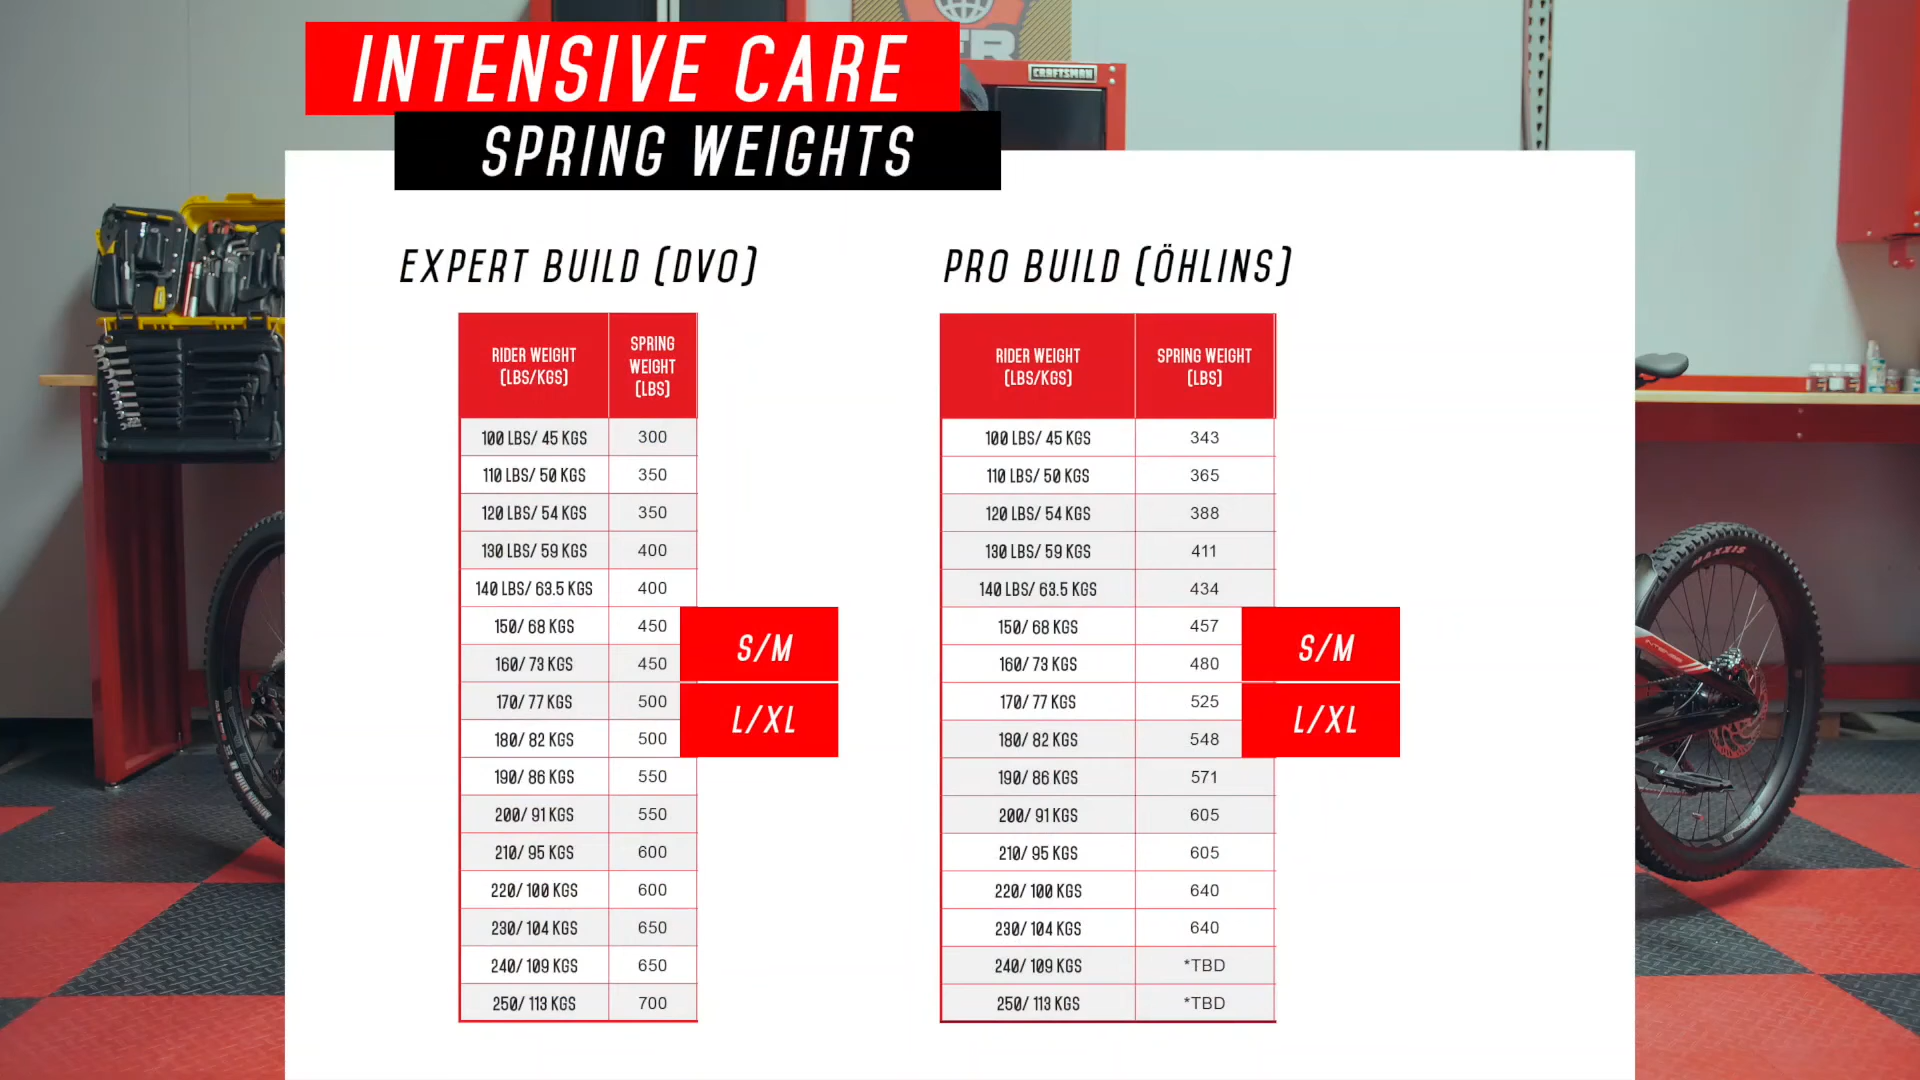 INTENSIVE CARE
SPRING WEIGHTS
CRAFTSMAN
EXPERT BUILD (DVO)
RIDER WEIGHT (LBS/KGS) SPRING WEIGHT (LBS)
100 LBS/ 45 KGS 300
110 LBS/ 50 KGS 350
120 LBS/ 54 KGS 350
130 LBS/ 59 KGS 400
140 LBS/ 63.5 KGS 400
150/ 68 KGS 450
160/ 73 KGS 450
170/ 77 KGS 500
180/ 82 KGS 500
190/ 86 KGS 550
200/ 91 KGS 550
210/ 95 KGS 600
220/ 100 KGS 600
230/ 104 KGS 650
240/ 109 KGS 650
250/ 113 KGS 700
S/M
L/XL
PRO BUILD (ÖHLINS)
RIDER WEIGHT (LBS/KGS) SPRING WEIGHT (LBS)
100 LBS/ 45 KGS 343
110 LBS/ 50 KGS 365
120 LBS/ 54 KGS 388
130 LBS/ 59 KGS 411
140 LBS/ 63.5 KGS 434
150/ 68 KGS 457
160/ 73 KGS 480
170/ 77 KGS 525
180/ 82 KGS 548
190/ 86 KGS 571
200/ 91 KGS 605
210/ 95 KGS 605
220/ 100 KGS 640
230/ 104 KGS 640
240/ 109 KGS *TBD
250/ 113 KGS *TBD
S/M
L/XL
MAXXIS